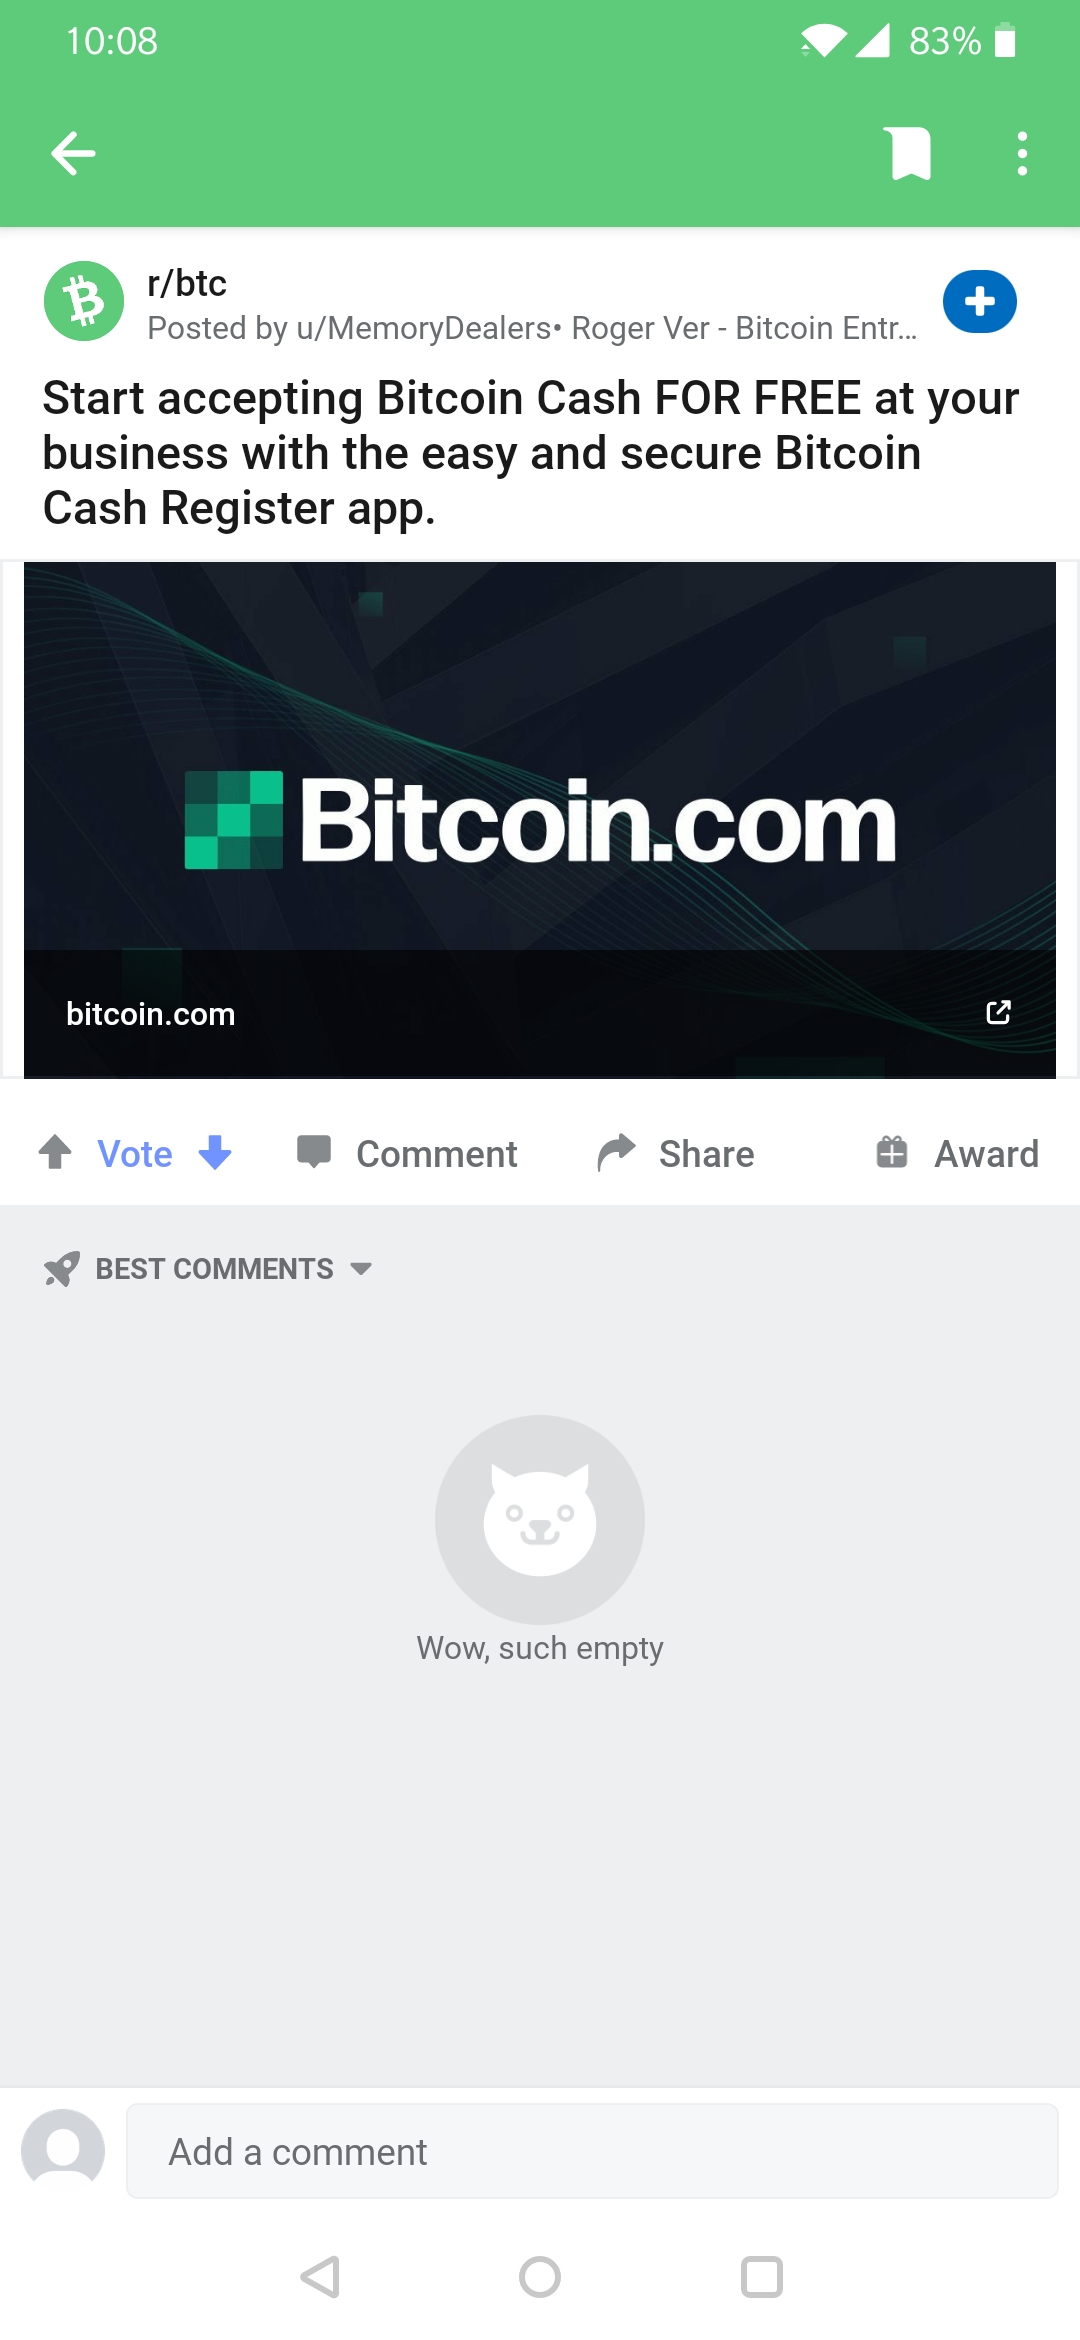 10:08
83%
r/btc
Posted by u/MemoryDealers• Roger Ver - Bitcoin Entr...
Start accepting Bitcoin Cash FOR FREE at your
business with the easy and secure Bitcoin
Cash Register app.
Bitcoin.com
bitcoin.com
Vote Comment Share Award
BEST COMMENTS
Wow, such empty
Add a comment